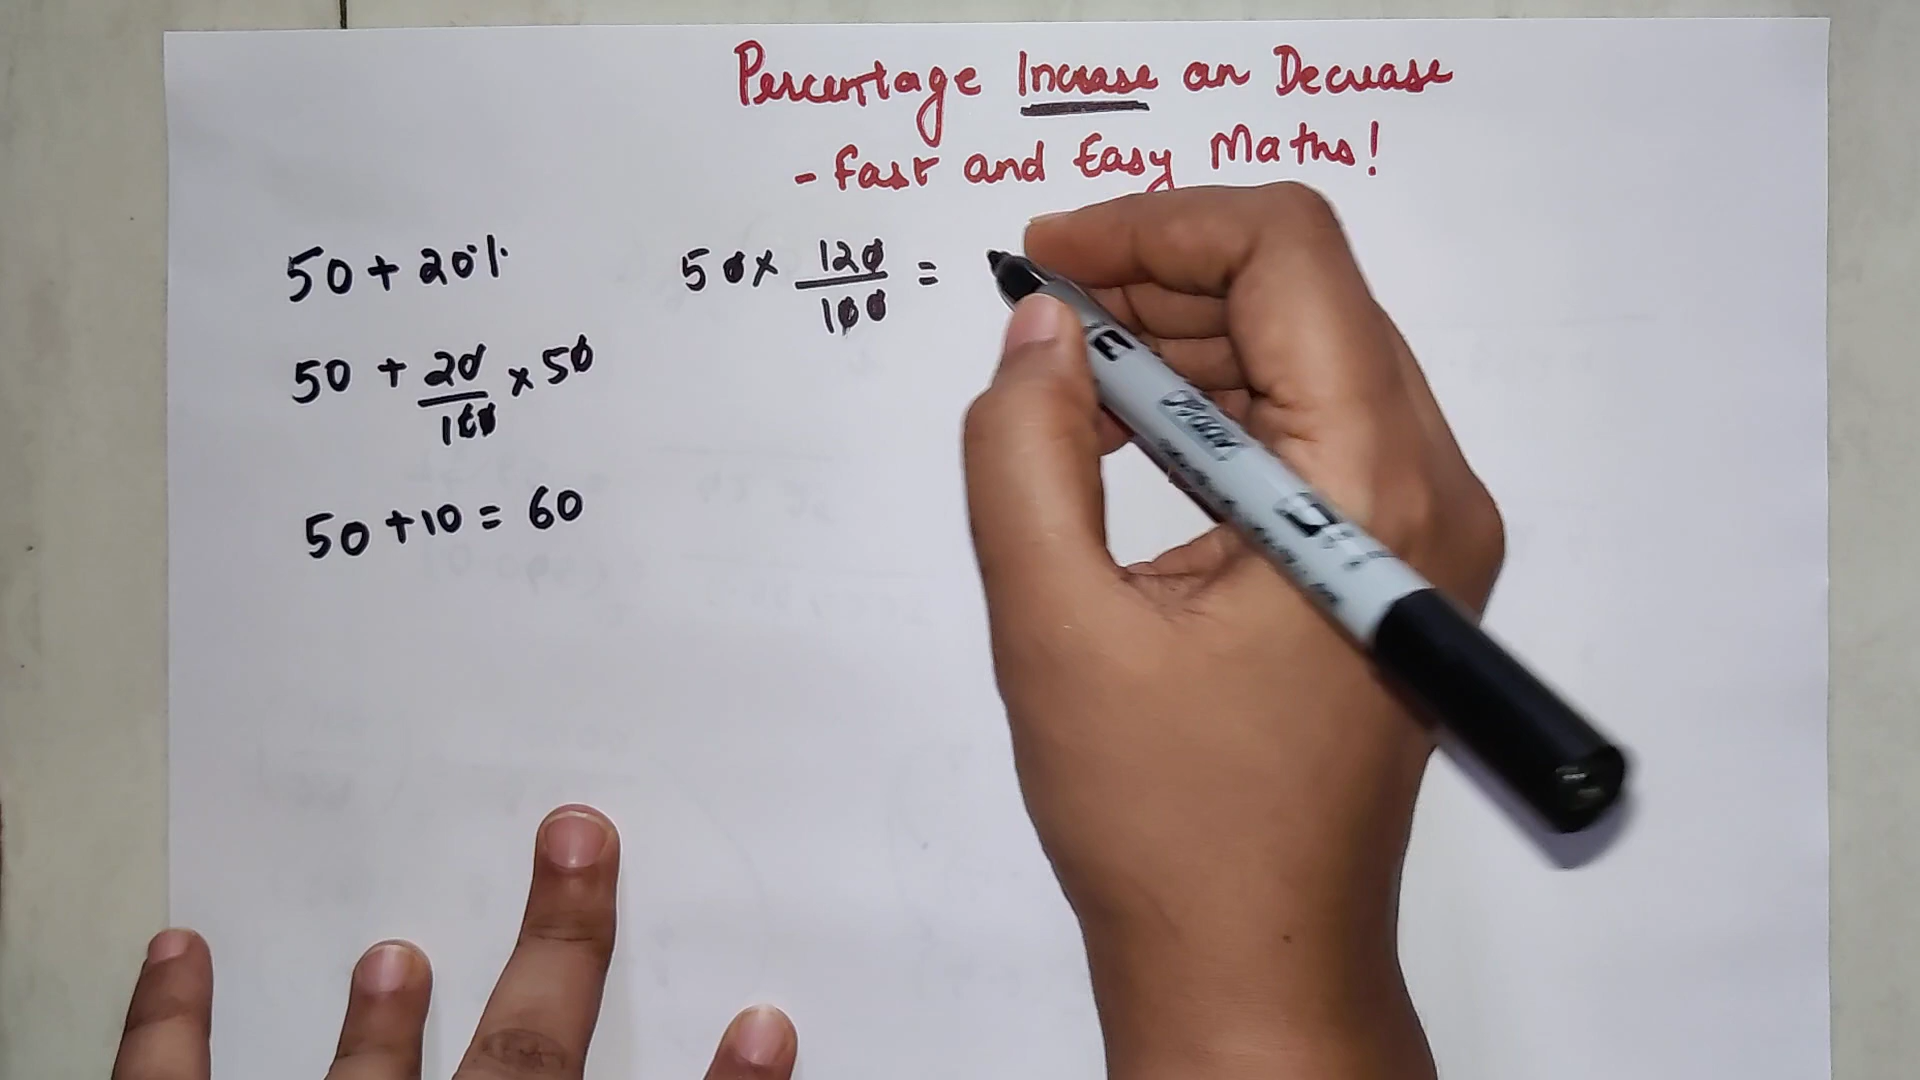 Percentage Increase an Decrease
- Fast and Easy Maths!
50 + 20%
50 + 20/100 × 50
50 + 10 = 60
50 × 120/100 =